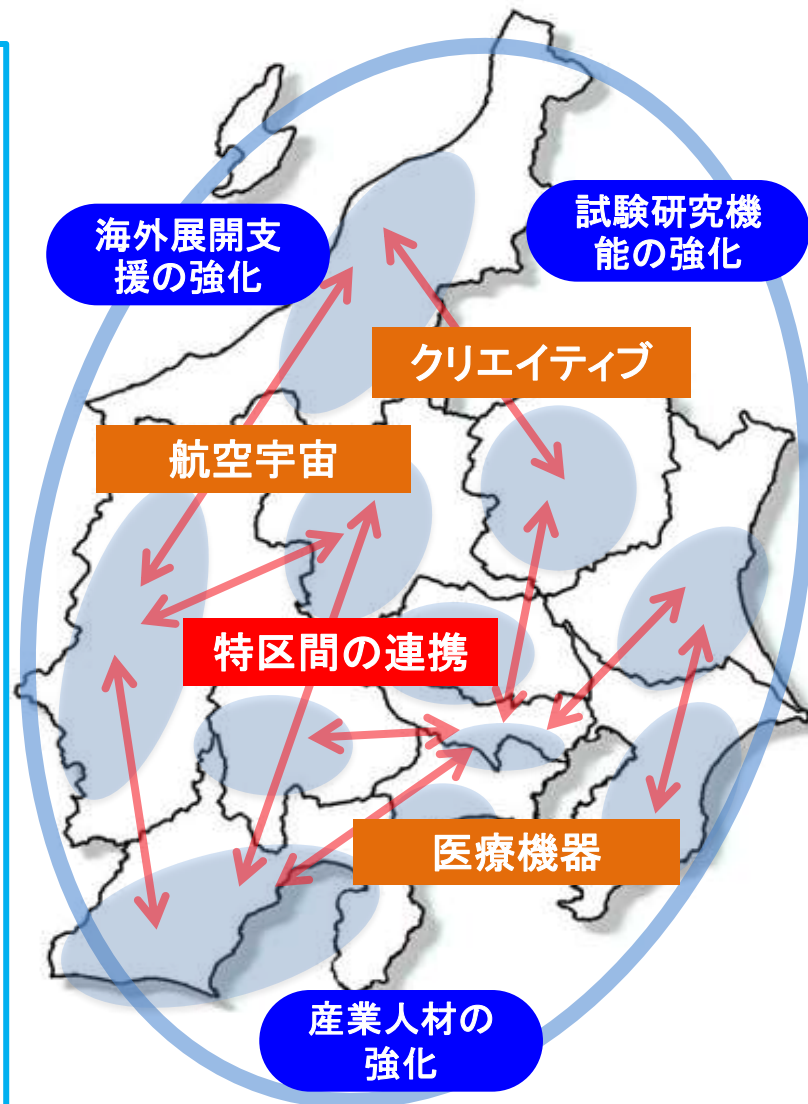 海外展開支
援の強化
試験研究機
能の強化
クリエイティブ
航空宇宙
特区間の連携
医療機器
産業人材の
強化